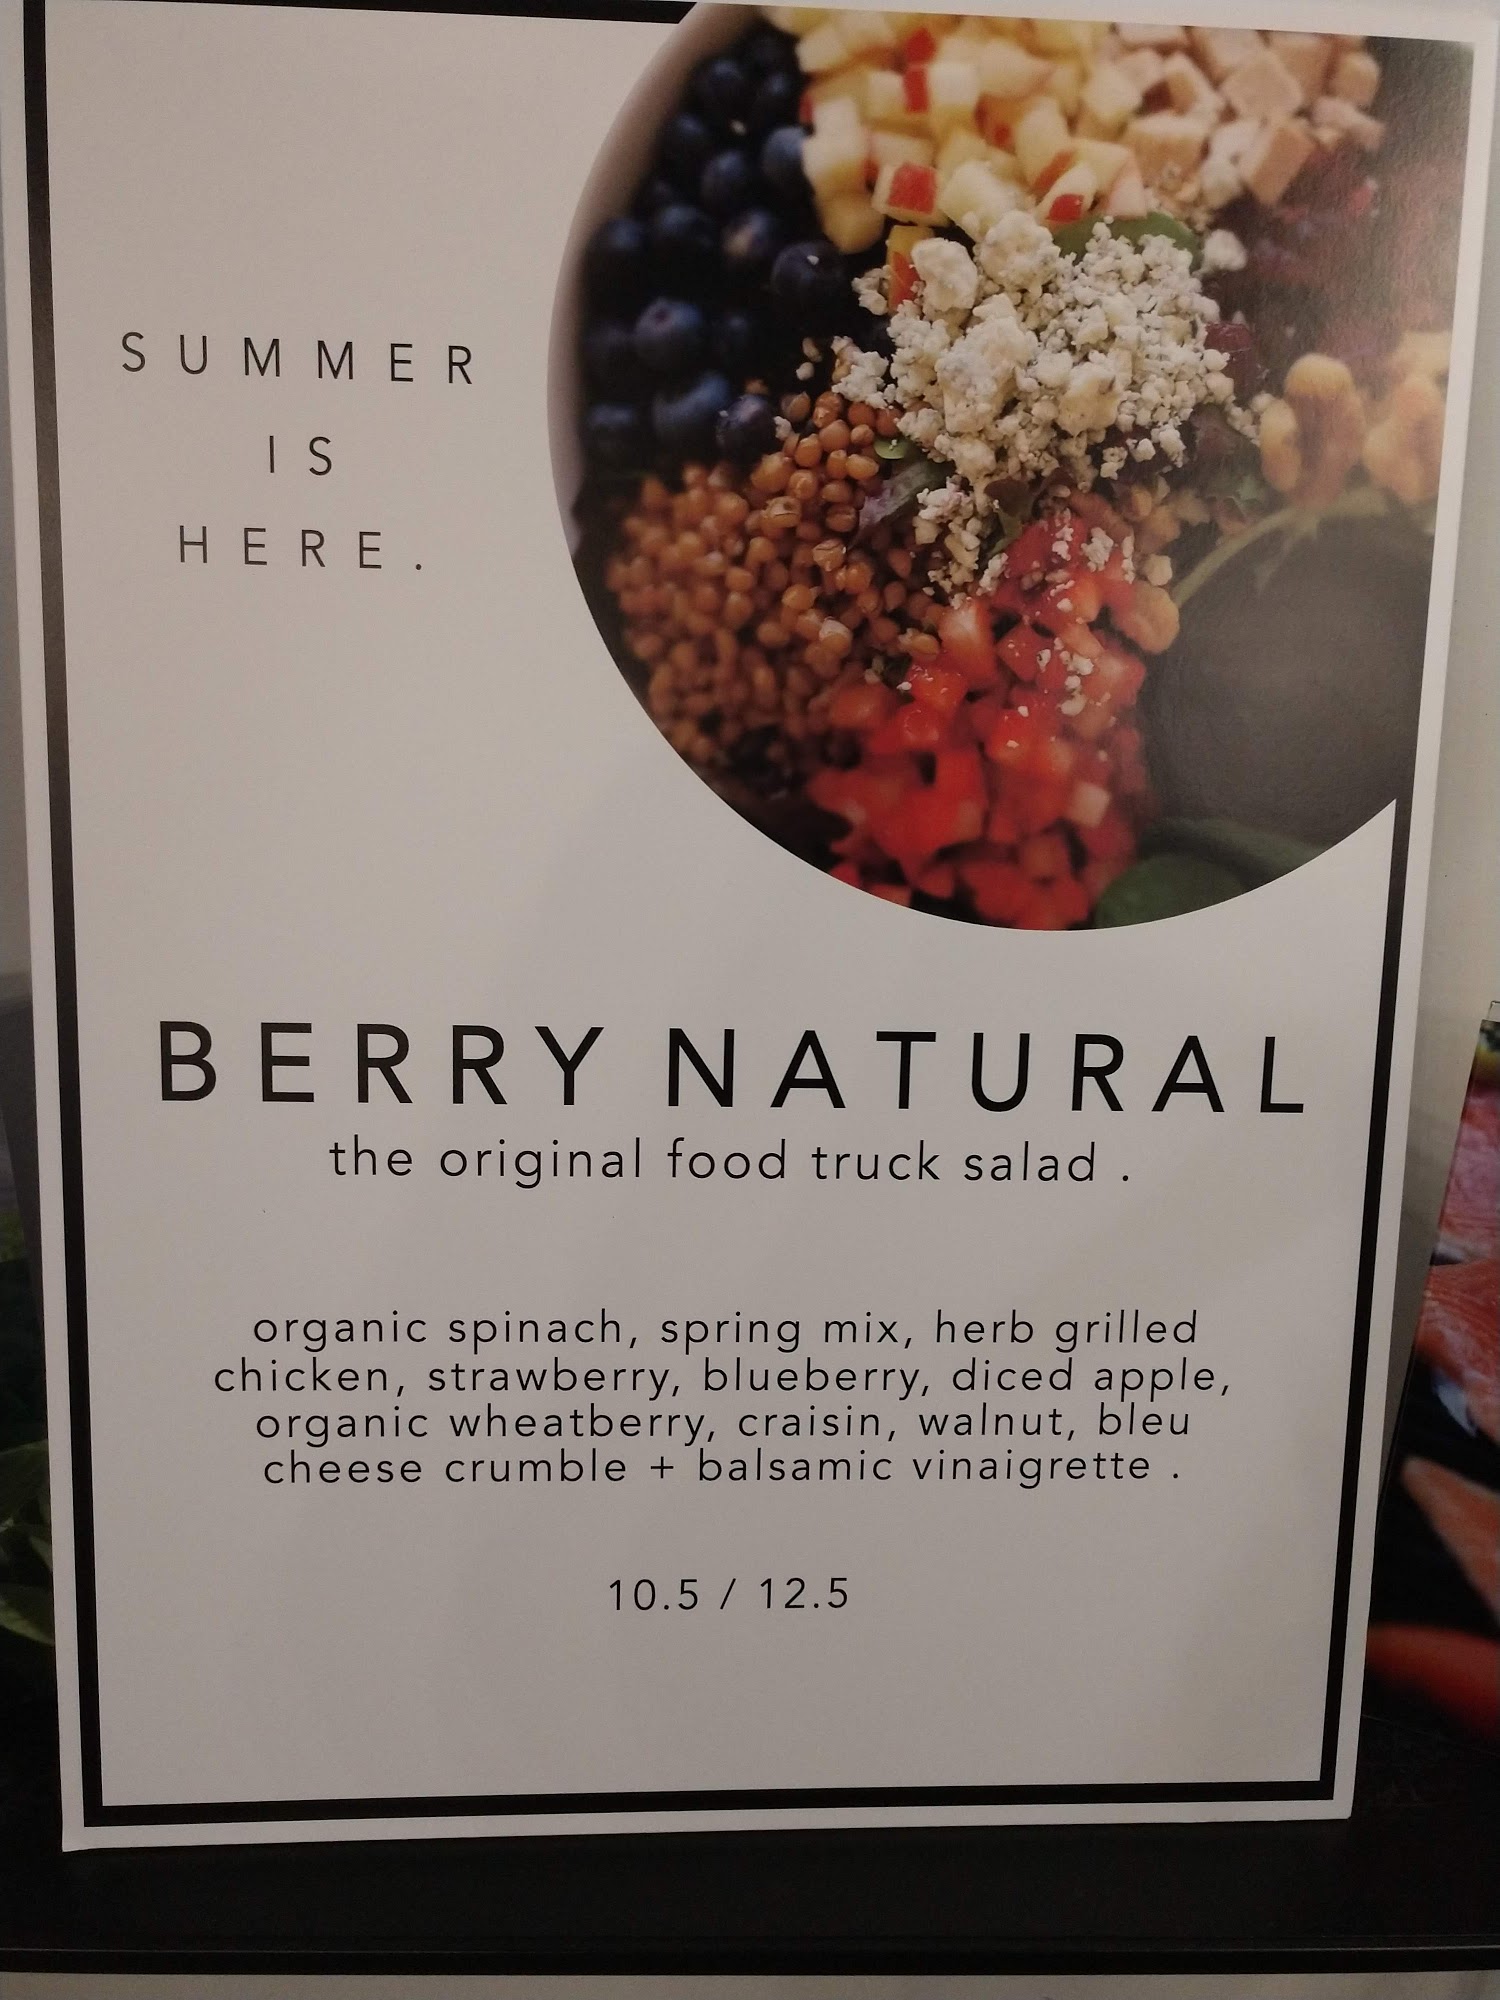 SUMMER
IS
HERE.
BERRY NATURAL
the original food truck salad .
organic spinach, spring mix, herb grilled
chicken, strawberry, blueberry, diced apple,
organic wheatberry, craisin, walnut, bleu
cheese crumble + balsamic vinaigrette .
10.5 / 12.5